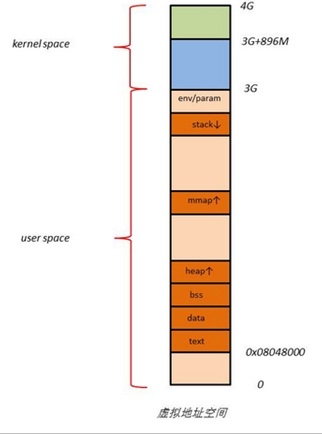 4G
kernel space
3G+896M
3G
env/param
stack↓
mmap↑
user space
heap↑
bss
data
text
0x08048000
0
虚拟地址空间